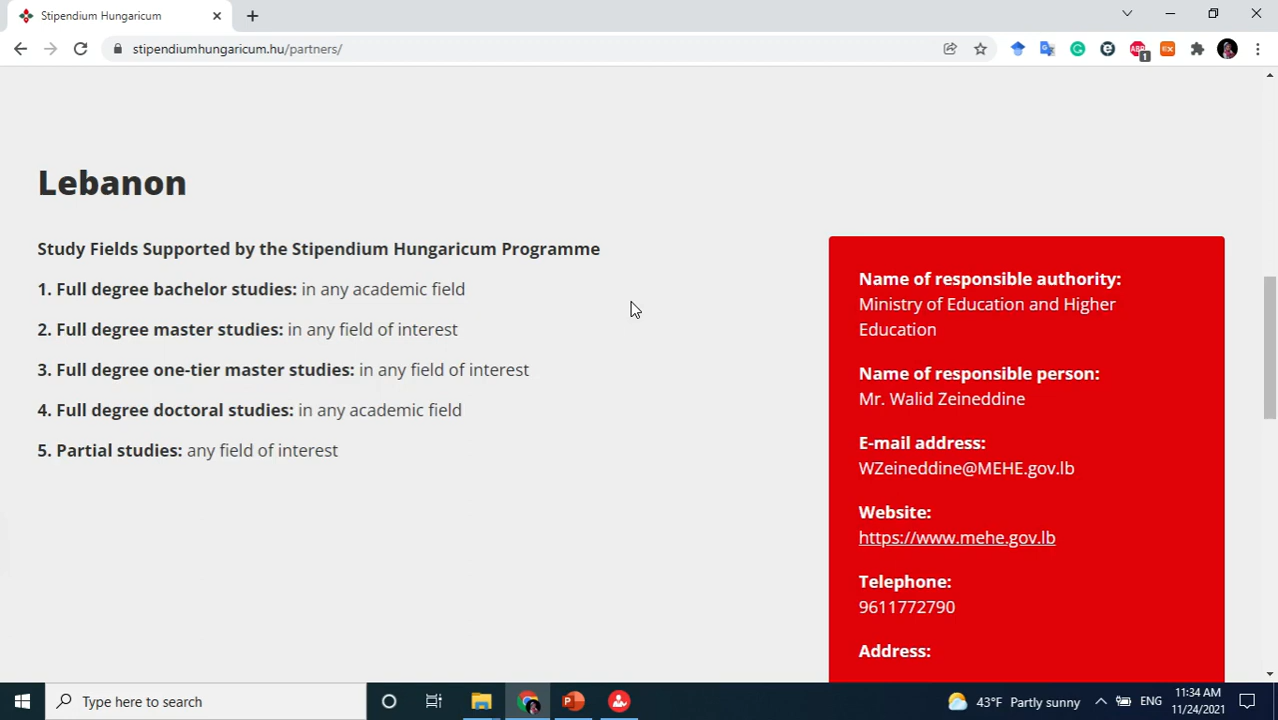 Stipendium Hungaricum
stipendiumhungaricum.hu/partners/
ABP
1
EX
Lebanon
Study Fields Supported by the Stipendium Hungaricum Programme
1. Full degree bachelor studies: in any academic field
2. Full degree master studies: in any field of interest
3. Full degree one-tier master studies: in any field of interest
4. Full degree doctoral studies: in any academic field
5. Partial studies: any field of interest
Name of responsible authority:
Ministry of Education and Higher
Education
Name of responsible person:
Mr. Walid Zeineddine
E-mail address:
WZeineddine@MEHE.gov.lb
Website:
https://www.mehe.gov.lb
Telephone:
9611772790
Address:
Type here to search
43°F Partly sunny
ENG
11:34 AM
11/24/2021